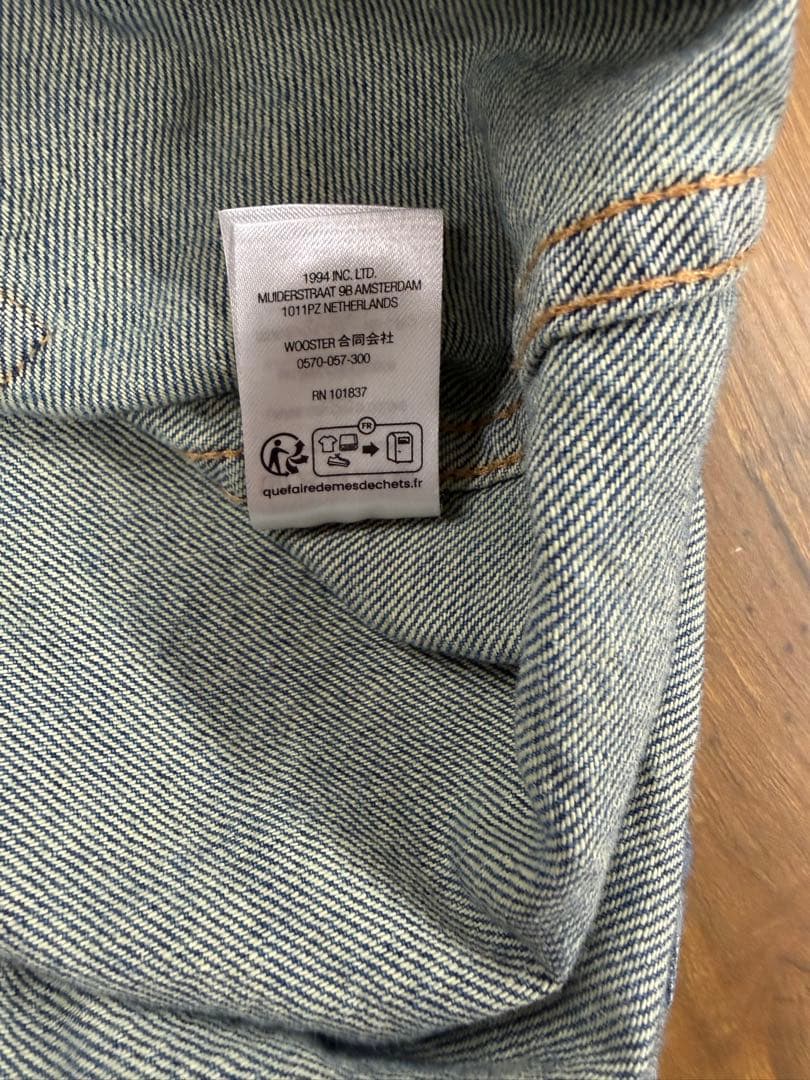 1994 INC. LTD.
MUIDERSTRAAT 9B AMSTERDAM
1011PZ NETHERLANDS
WOOSTER 合同会社
0570-057-300
RN 101837
FR
quefairedemesdechets.fr